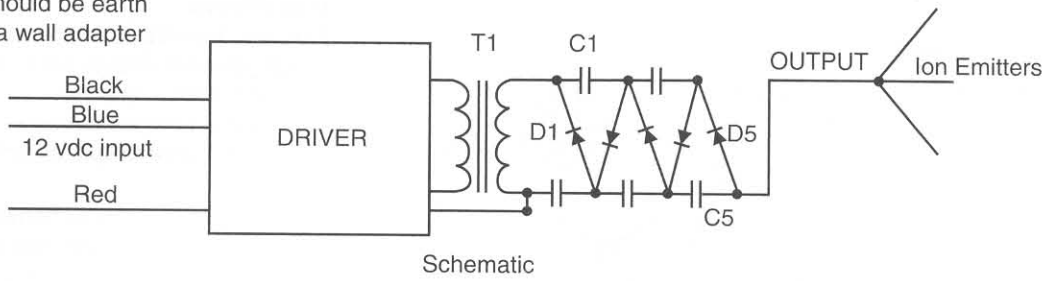 hould be earth
a wall adapter
Black
Blue
12 vdc input
Red
DRIVER
T1
C1
D1
D5
C5
OUTPUT
Ion Emitters
Schematic